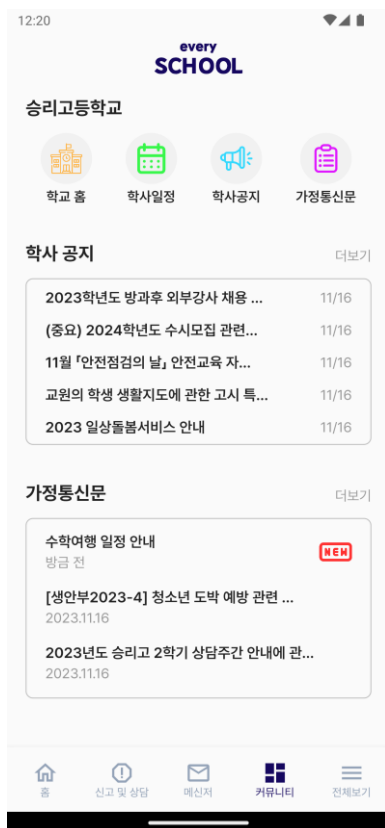 12:20
every
SCHOOL
승리고등학교
학교 홈 학사일정 학사공지 가정통신문
학사 공지 더보기
2023학년도 방과후 외부강사 채용 ... 11/16
(중요) 2024학년도 수시모집 관련... 11/16
11월 「안전점검의 날」 안전교육 자... 11/16
교원의 학생 생활지도에 관한 고시 특... 11/16
2023 일상돌봄서비스 안내 11/16
가정통신문 더보기
수학여행 일정 안내 NEW
방금 전
[생안부2023-4] 청소년 도박 예방 관련 ...
2023.11.16
2023년도 승리고 2학기 상담주간 안내에 관...
2023.11.16
홈 신고 및 상담 메신저 커뮤니티 전체보기